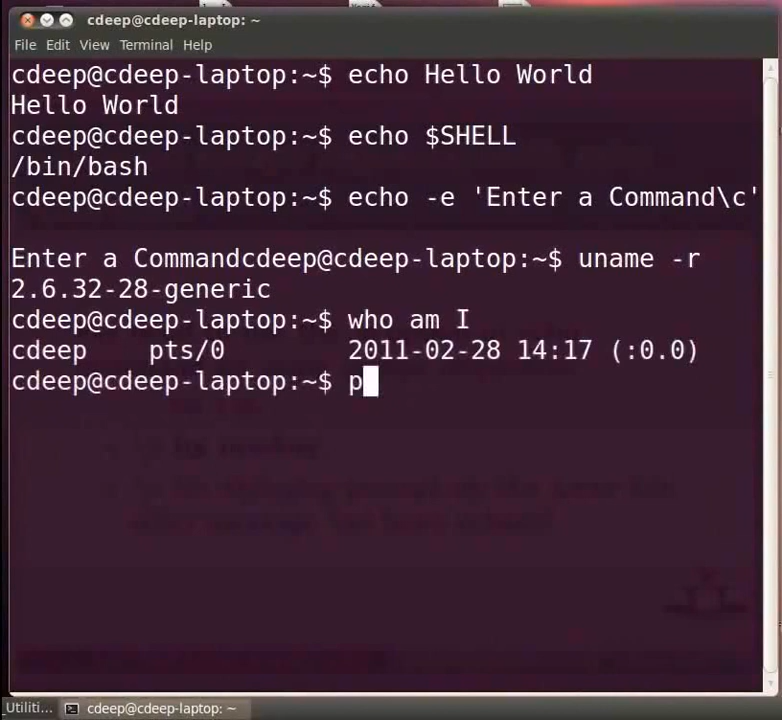 cdeep@cdeep-laptop: ~
File Edit View Terminal Help
cdeep@cdeep-laptop:~$ echo Hello World
Hello World
cdeep@cdeep-laptop:~$ echo $SHELL
/bin/bash
cdeep@cdeep-laptop:~$ echo -e 'Enter a Command\c'
Enter a Commandcdeep@cdeep-laptop:~$ uname -r
2.6.32-28-generic
cdeep@cdeep-laptop:~$ who am I
cdeep pts/0 2011-02-28 14:17 (:0.0)
cdeep@cdeep-laptop:~$ p
Utiliti... cdeep@cdeep-laptop: ~